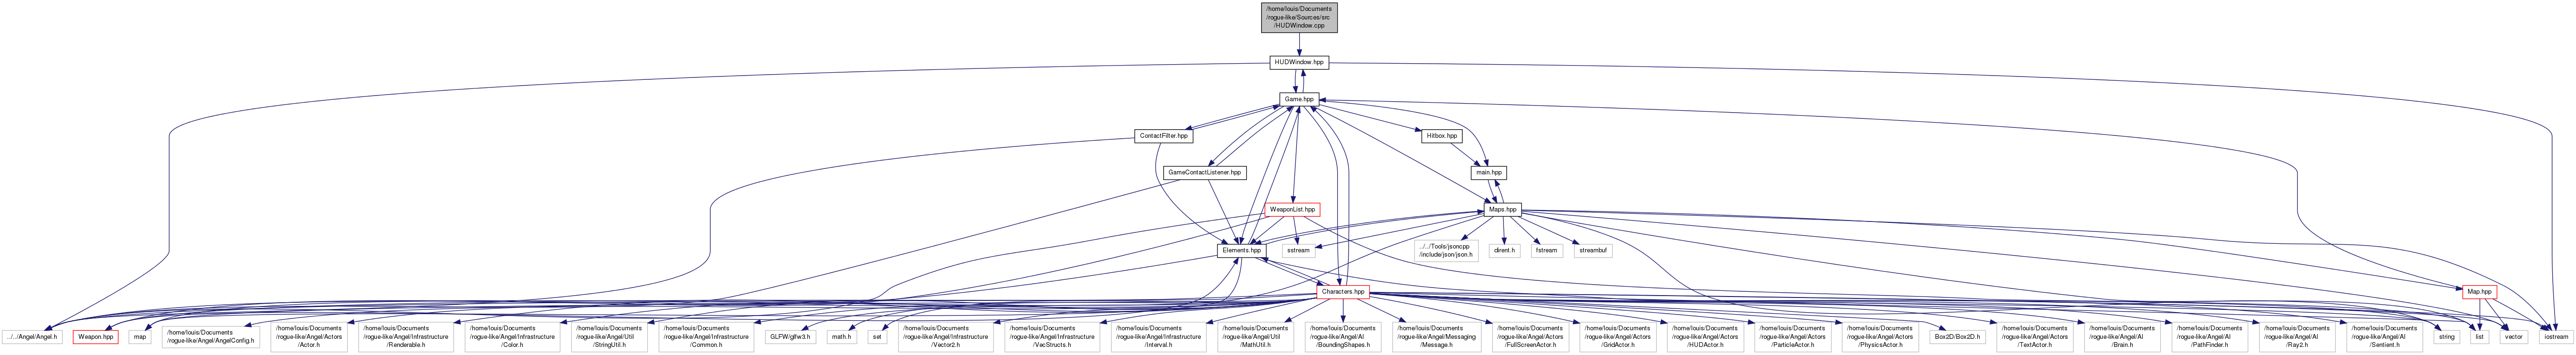 /home/louis/Documents
/rogue-like/Sources/src
/HUDWindow.cpp
HUDWindow.hpp
Game.hpp
ContactFilter.hpp
Hitbox.hpp
GameContactListener.hpp
main.hpp
WeaponList.hpp
Maps.hpp
Elements.hpp
sstream
../../Tools/jsoncpp
/include/json/json.h
dirent.h
fstream
streambuf
Characters.hpp
Map.hpp
../../Angel/Angel.h
Weapon.hpp
map
/home/louis/Documents
/rogue-like/Angel/AngelConfig.h
/home/louis/Documents
/rogue-like/Angel/Actors
/Actor.h
/home/louis/Documents
/rogue-like/Angel/Infrastructure
/Renderable.h
/home/louis/Documents
/rogue-like/Angel/Infrastructure
/Color.h
/home/louis/Documents
/rogue-like/Angel/Util
/StringUtil.h
/home/louis/Documents
/rogue-like/Angel/Infrastructure
/Common.h
GLFW/glfw3.h
math.h
set
/home/louis/Documents
/rogue-like/Angel/Infrastructure
/Vector2.h
/home/louis/Documents
/rogue-like/Angel/Infrastructure
/VecStructs.h
/home/louis/Documents
/rogue-like/Angel/Infrastructure
/Interval.h
/home/louis/Documents
/rogue-like/Angel/Util
/MathUtil.h
/home/louis/Documents
/rogue-like/Angel/AI
/BoundingShapes.h
/home/louis/Documents
/rogue-like/Angel/Messaging
/Message.h
/home/louis/Documents
/rogue-like/Angel/Actors
/FullScreenActor.h
/home/louis/Documents
/rogue-like/Angel/Actors
/GridActor.h
/home/louis/Documents
/rogue-like/Angel/Actors
/HUDActor.h
/home/louis/Documents
/rogue-like/Angel/Actors
/ParticleActor.h
/home/louis/Documents
/rogue-like/Angel/Actors
/PhysicsActor.h
Box2D/Box2D.h
/home/louis/Documents
/rogue-like/Angel/Actors
/TextActor.h
/home/louis/Documents
/rogue-like/Angel/AI
/Brain.h
/home/louis/Documents
/rogue-like/Angel/AI
/PathFinder.h
/home/louis/Documents
/rogue-like/Angel/AI
/Ray2.h
/home/louis/Documents
/rogue-like/Angel/AI
/Sentient.h
string
list
vector
iostream